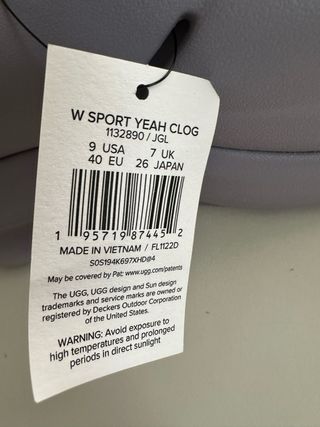 W SPORT YEAH CLOG
1132890 / JGL
9 USA 7 UK
40 EU 26 JAPAN
1 95719 87445 2
MADE IN VIETNAM / FL1122D
S0S194K697XHD@4
May be covered by Pat: www.ugg.com/patents
The UGG, UGG design and Sun design
trademarks and service marks are owned or
registered by Deckers Outdoor Corporation
of the United States.
WARNING: Avoid exposure to
high temperatures and prolonged
periods in direct sunlight